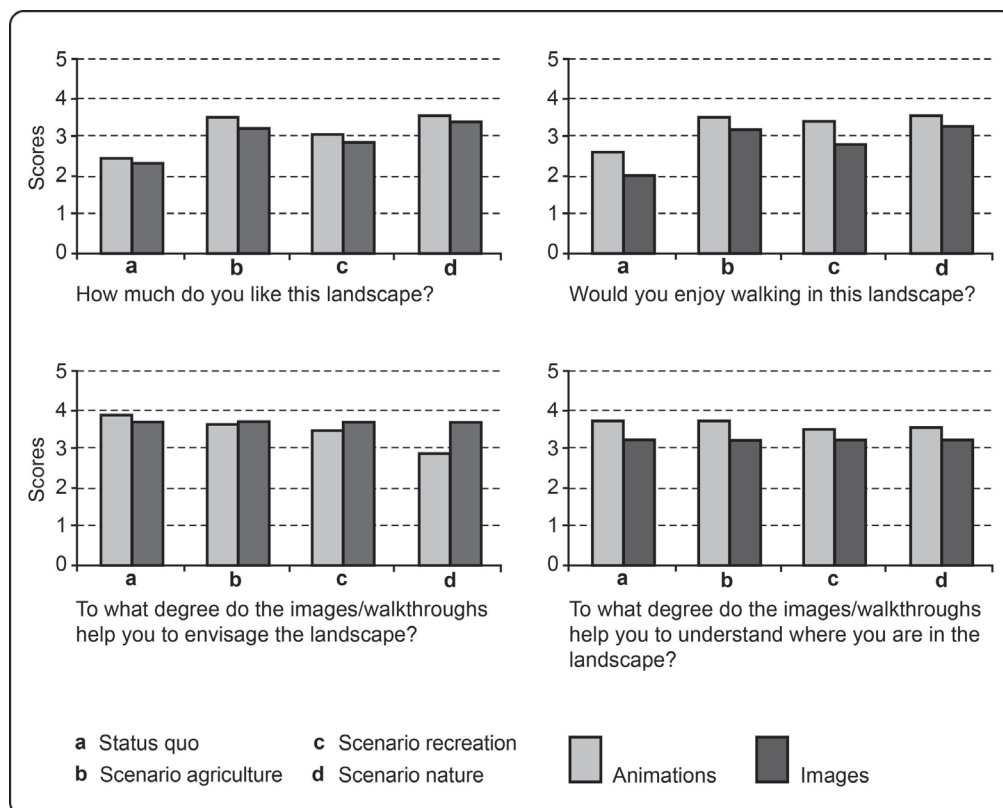 5
4
3
2
1
0
Scores
a b c d
How much do you like this landscape?
5
4
3
2
1
0
a b c d
Would you enjoy walking in this landscape?
5
4
3
2
1
0
Scores
a b c d
To what degree do the images/walkthroughs
help you to envisage the landscape?
5
4
3
2
1
0
a b c d
To what degree do the images/walkthroughs
help you to understand where you are in the
landscape?
a Status quo
b Scenario agriculture
c Scenario recreation
d Scenario nature
Animations
Images